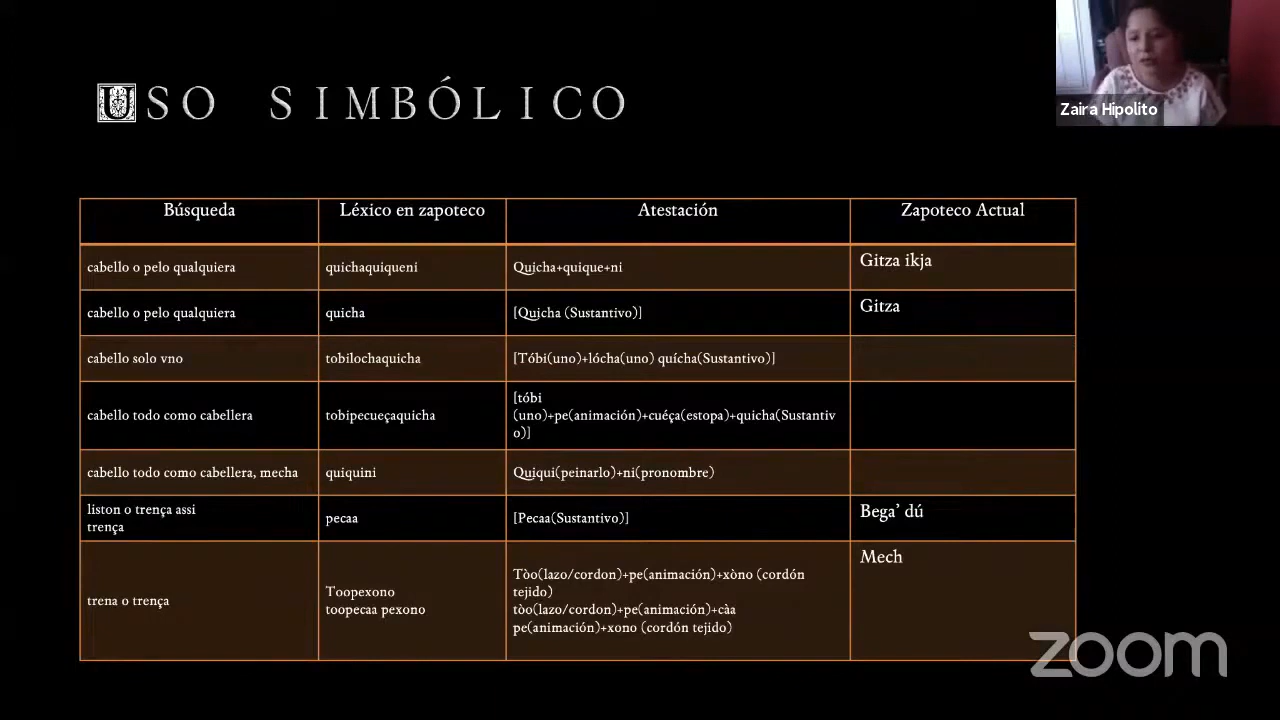 USO SIMBÓLICO
Zaira Hipolito
Búsqueda
Léxico en zapoteco
Atestación
Zapoteco Actual
cabello o pelo qualquiera
quichaquiqueni
Quicha+quique+ni
Gitza ikja
cabello o pelo qualquiera
quicha
[Quicha (Sustantivo)]
Gitza
cabello solo vno
tobilochaquicha
[Tóbi(uno)+lócha(uno) quícha(Sustantivo)]
cabello todo como cabellera
tobipecueçaquicha
[tóbi
(uno)+pe(animación)+cuéça(estopa)+quicha(Sustantiv
o)]
cabello todo como cabellera, mecha
quiquini
Quiqui(peinarlo)+ni(pronombre)
liston o trença assi
trença
pecaa
[Pecaa(Sustantivo)]
Bega’ dú
trena o trença
Toopexono
toopecaa pexono
Tòo(lazo/cordon)+pe(animación)+xòno (cordón
tejido)
tòo(lazo/cordon)+pe(animación)+càa
pe(animación)+xono (cordón tejido)
Mech
zoom